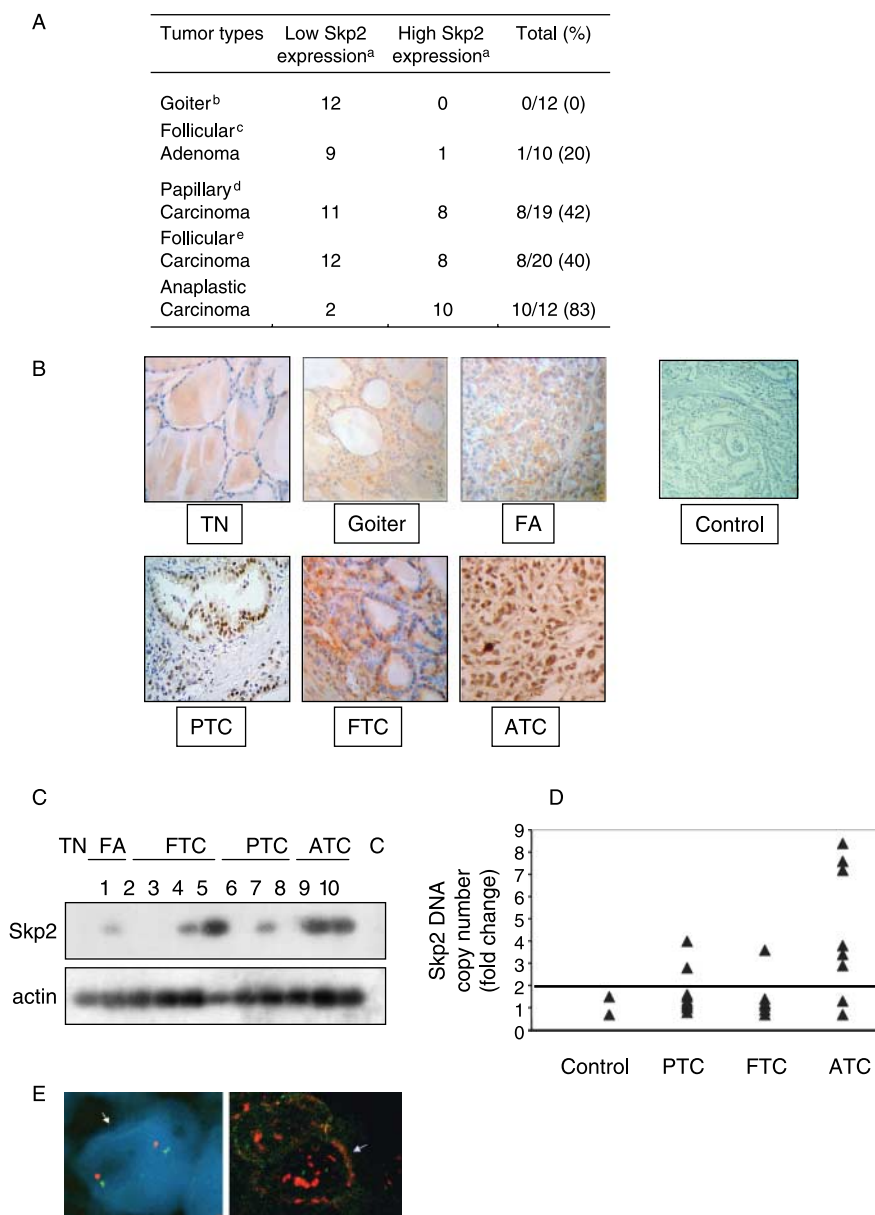 A
Tumor types Low Skp2 expressionᵃ High Skp2 expressionᵃ Total (%)
Goiterᵇ 12 0 0/12 (0)
Follicularᶜ
Adenoma 9 1 1/10 (20)
Papillaryᵈ
Carcinoma 11 8 8/19 (42)
Follicularᵉ
Carcinoma 12 8 8/20 (40)
Anaplastic
Carcinoma 2 10 10/12 (83)
B
TN Goiter FA Control
PTC FTC ATC
C
TN FA FTC PTC ATC C
1 2 3 4 5 6 7 8 9 10
Skp2
actin
D
Skp2 DNA
copy number
(fold change)
9
8
7
6
5
4
3
2
1
0
Control PTC FTC ATC
E